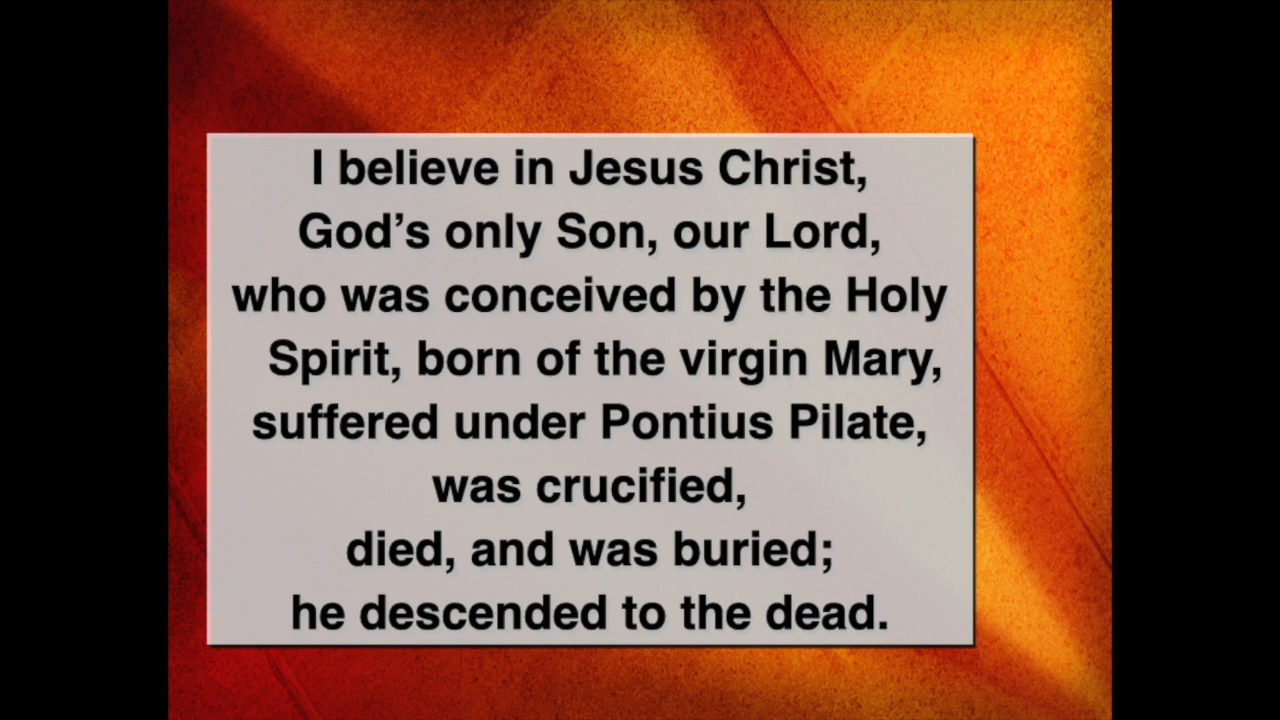 I believe in Jesus Christ,
God’s only Son, our Lord,
who was conceived by the Holy
Spirit, born of the virgin Mary,
suffered under Pontius Pilate,
was crucified,
died, and was buried;
he descended to the dead.